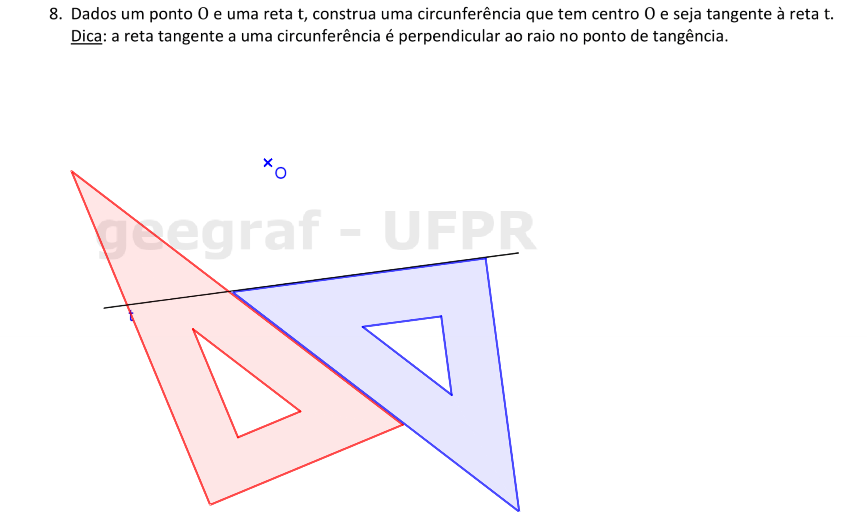 8. Dados um ponto O e uma reta t, construa uma circunferência que tem centro O e seja tangente à reta t.
Dica: a reta tangente a uma circunferência é perpendicular ao raio no ponto de tangência.
O
geegraf - UFPR
t